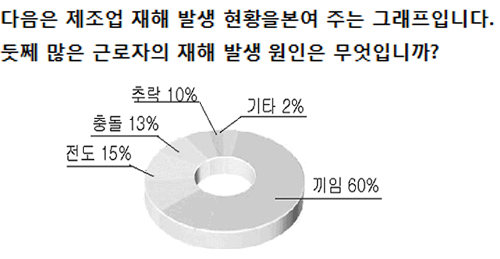 다음은 제조업 재해 발생 현황을본여 주는 그래프입니다.
둣쩨 많은 근로자의 재해 발생 원인은 무엇입니까?
추락 10%
기타 2%
충돌 13%
전도 15%
끼임 60%